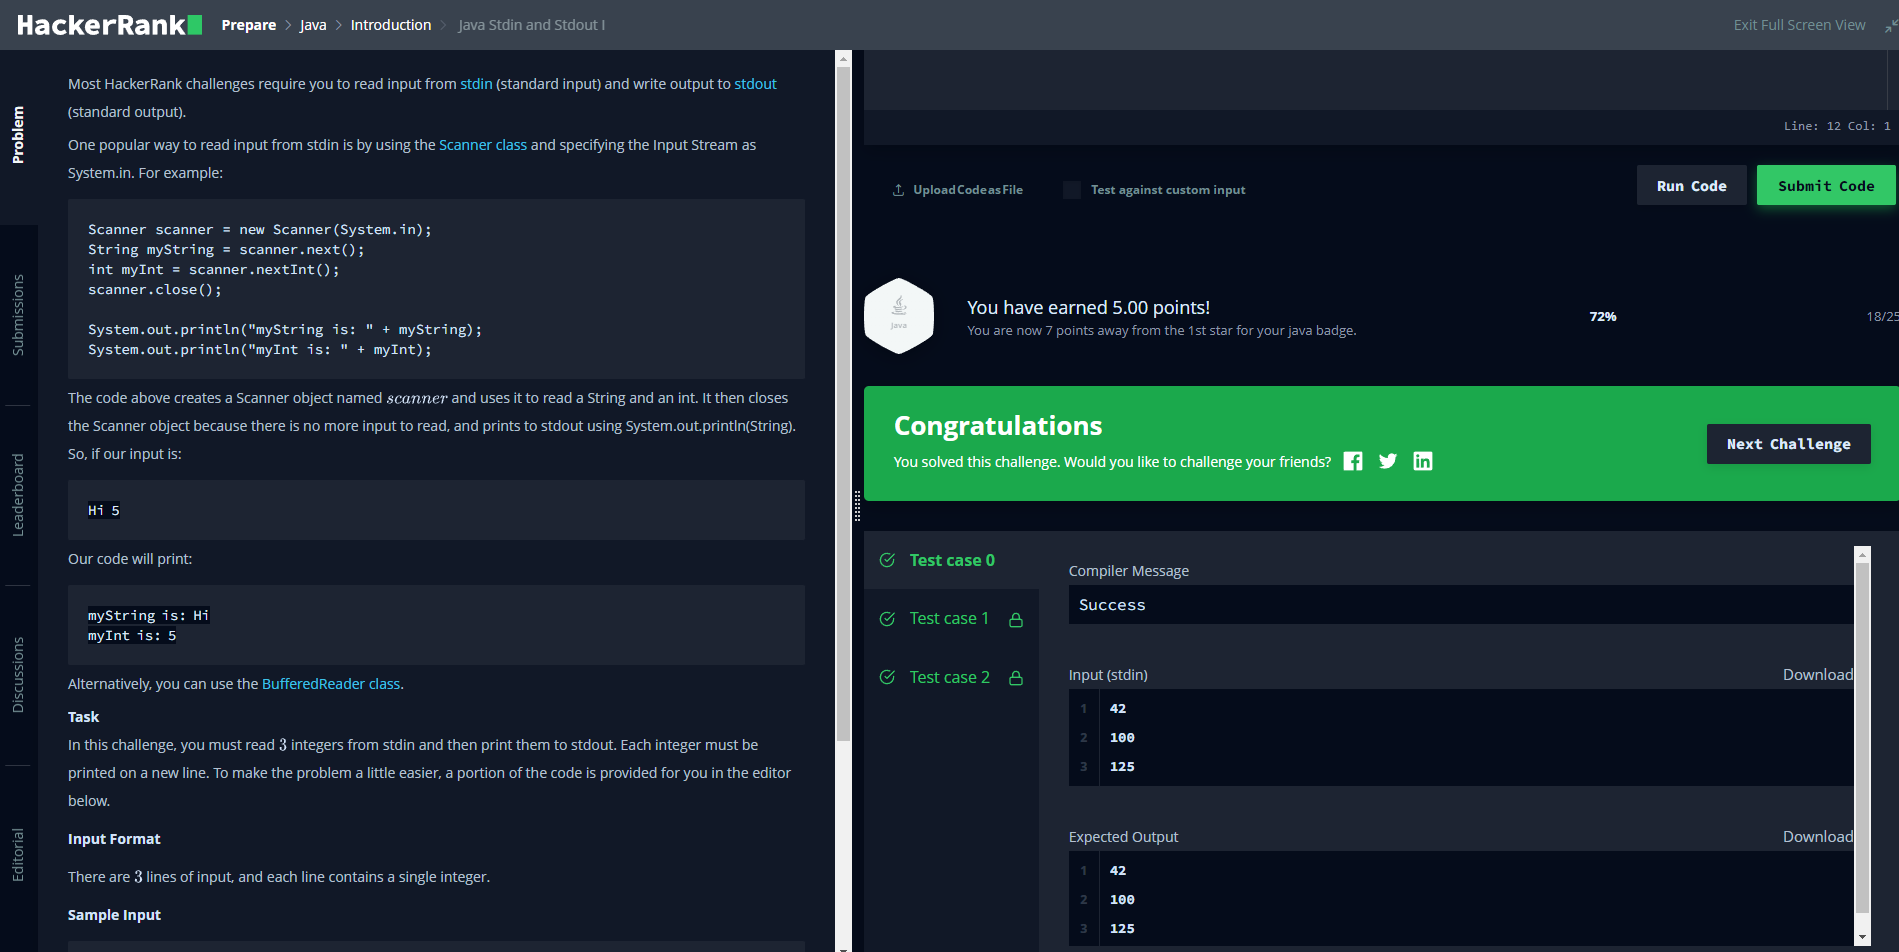 HackerRank
Prepare > Java > Introduction > Java Stdin and Stdout I
Exit Full Screen View
Problem
Submissions
Leaderboard
Discussions
Editorial
Most HackerRank challenges require you to read input from stdin (standard input) and write output to stdout
(standard output).
One popular way to read input from stdin is by using the Scanner class and specifying the Input Stream as
System.in. For example:
Scanner scanner = new Scanner(System.in);
String myString = scanner.next();
int myInt = scanner.nextInt();
scanner.close();
System.out.println("myString is: " + myString);
System.out.println("myInt is: " + myInt);
The code above creates a Scanner object named scanner and uses it to read a String and an int. It then closes
the Scanner object because there is no more input to read, and prints to stdout using System.out.println(String).
So, if our input is:
Hi 5
Our code will print:
myString is: Hi
myInt is: 5
Alternatively, you can use the BufferedReader class.
Task
In this challenge, you must read 3 integers from stdin and then print them to stdout. Each integer must be
printed on a new line. To make the problem a little easier, a portion of the code is provided for you in the editor
below.
Input Format
There are 3 lines of input, and each line contains a single integer.
Sample Input
Line: 12 Col: 1
Upload Code as File
Test against custom input
Run Code
Submit Code
Java
You have earned 5.00 points!
You are now 7 points away from the 1st star for your java badge.
72%
18/25
Congratulations
You solved this challenge. Would you like to challenge your friends?
Next Challenge
Test case 0
Test case 1
Test case 2
Compiler Message
Success
Input (stdin)
Download
1 42
2 100
3 125
Expected Output
Download
1 42
2 100
3 125